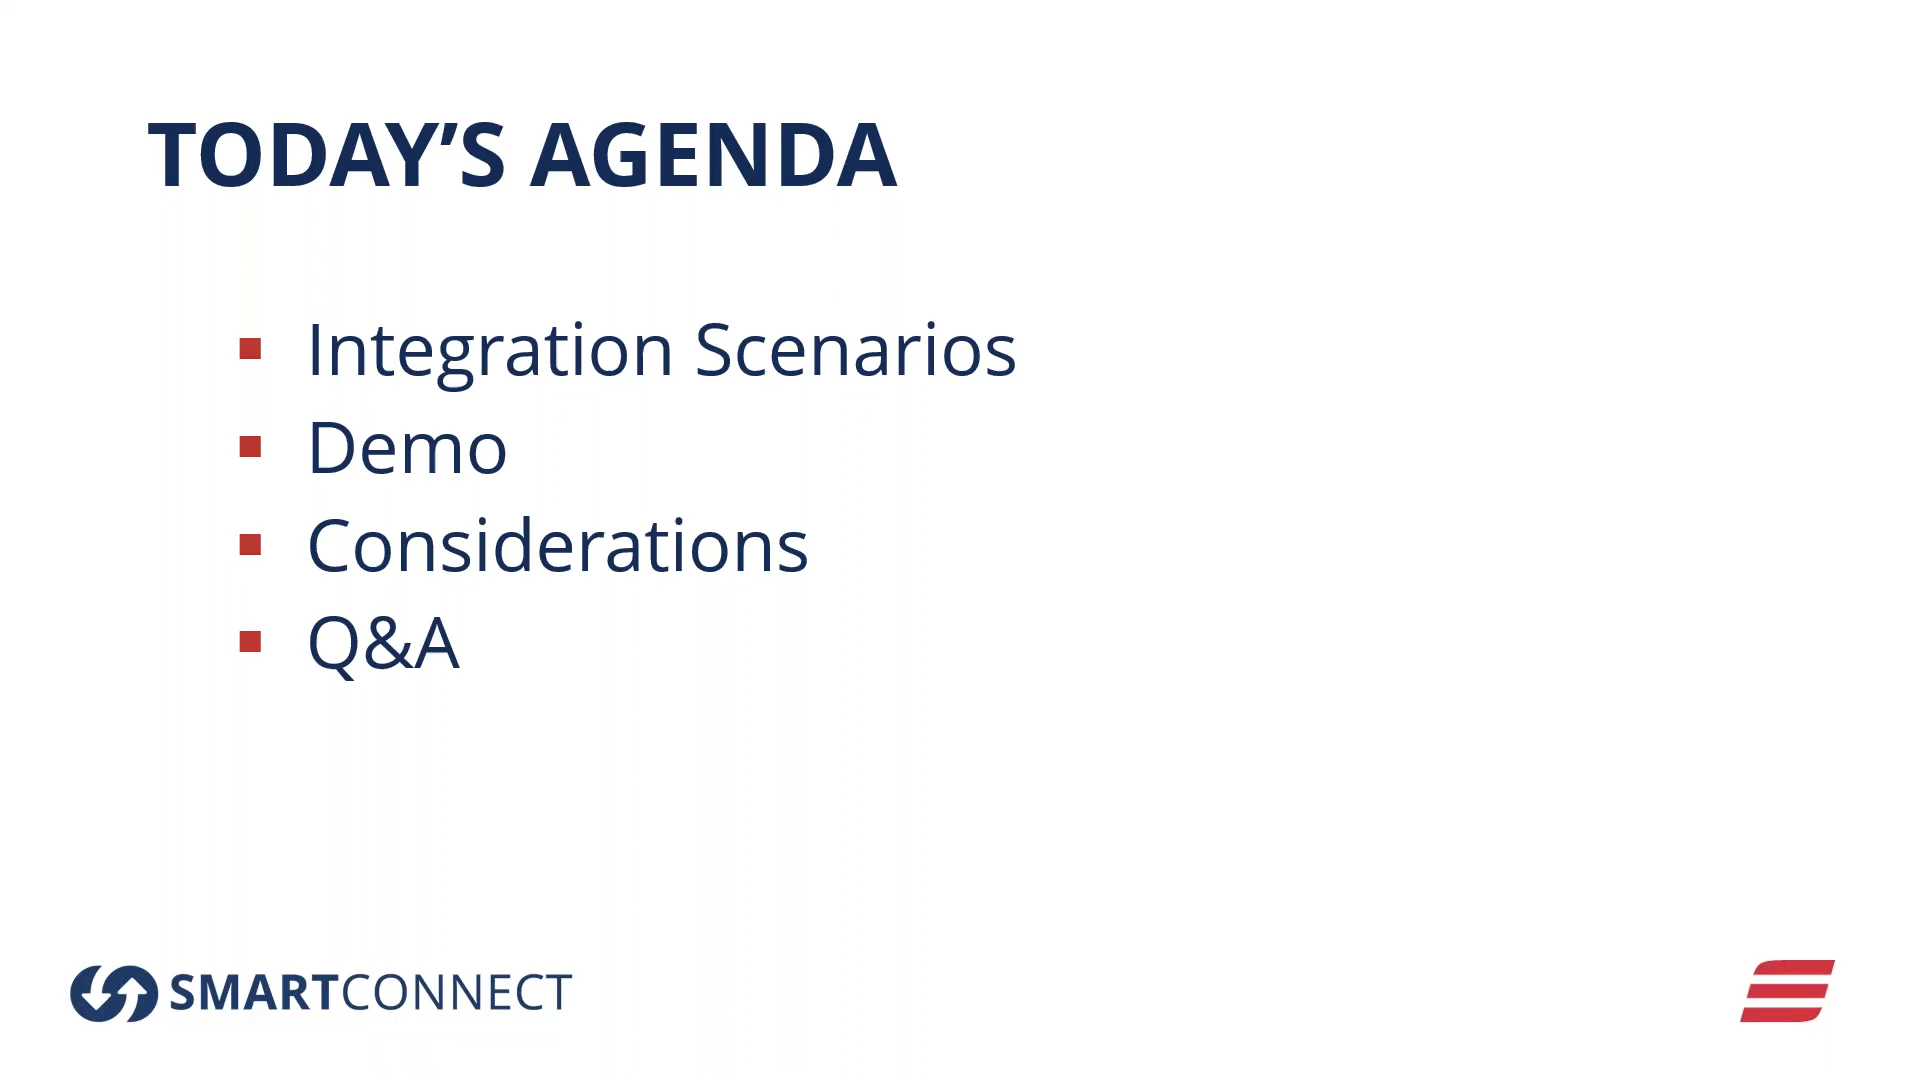 TODAY’S AGENDA
Integration Scenarios
Demo
Considerations
Q&A
SMARTCONNECT